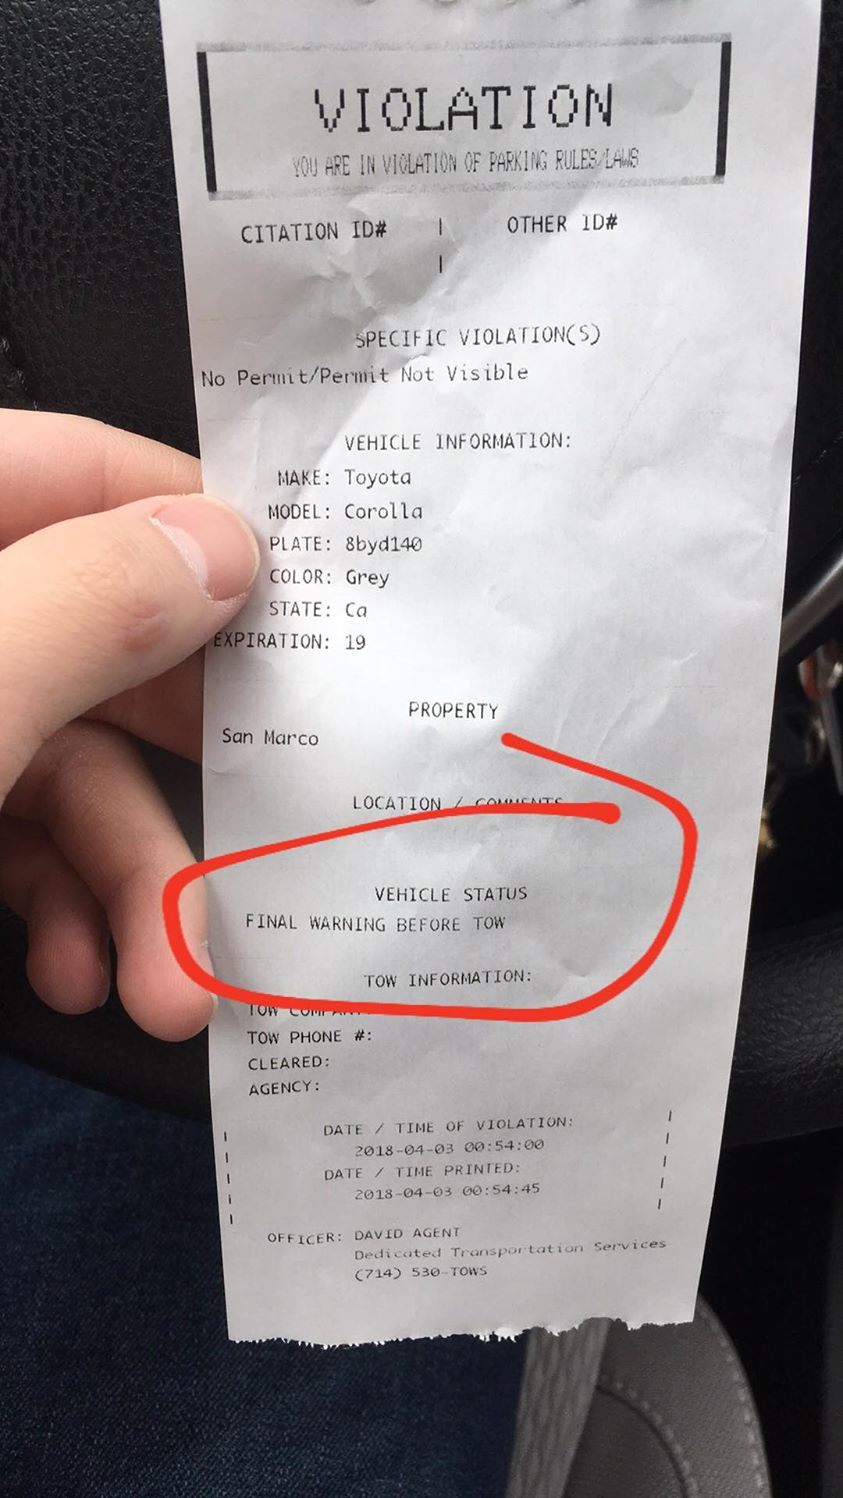 VIOLATION
YOU ARE IN VIOLATION OF PARKING RULES/LAWS
CITATION ID# | OTHER ID#
|
SPECIFIC VIOLATION(S)
No Permit/Permit Not Visible
VEHICLE INFORMATION:
MAKE: Toyota
MODEL: Corolla
PLATE: 8byd140
COLOR: Grey
STATE: Ca
EXPIRATION: 19
PROPERTY
San Marco
LOCATION / COMMENTS
VEHICLE STATUS
FINAL WARNING BEFORE TOW
TOW INFORMATION:
TOW COMPANY:
TOW PHONE #:
CLEARED:
AGENCY:
DATE / TIME OF VIOLATION:
2018-04-03 00:54:00
DATE / TIME PRINTED:
2018-04-03 00:54:45
OFFICER: DAVID AGENT
Dedicated Transportation Services
(714) 530-TOWS